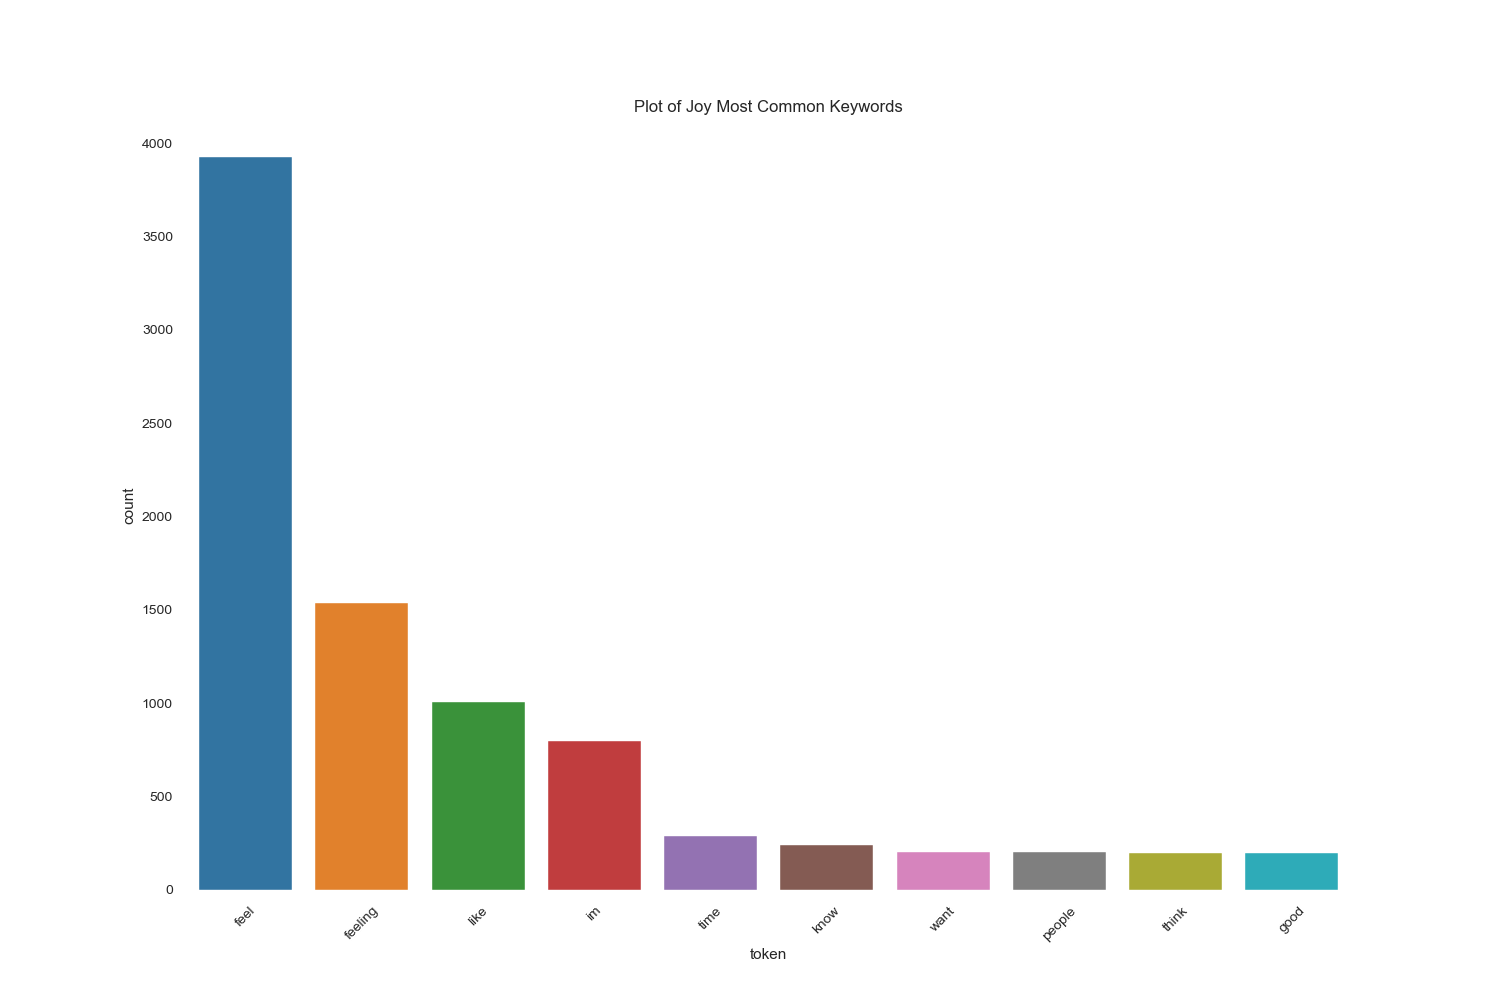 Plot of Joy Most Common Keywords
4000
3500
3000
2500
2000
1500
1000
500
0
count
feel
feeling
like
im
time
know
want
people
think
good
token